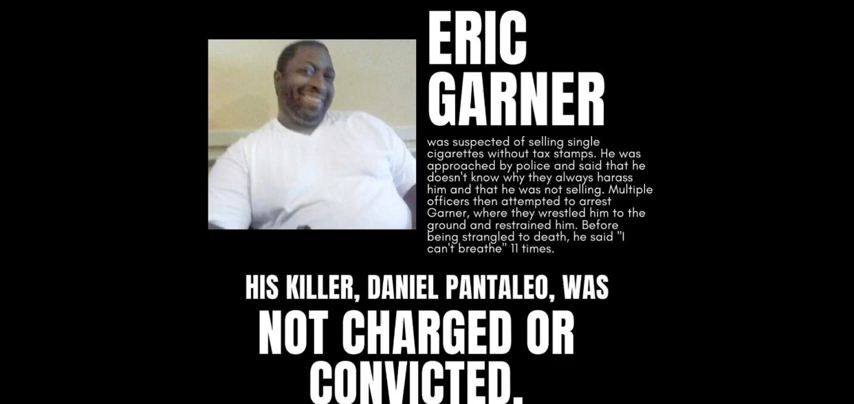 ERIC
GARNER
was suspected of selling single
cigarettes without tax stamps. He was
approached by police and said that he
doesn't know why they always harass
him and that he was not selling. Multiple
officers then attempted to arrest
Garner, where they wrestled him to the
ground and restrained him. Before
being strangled to death, he said "I
can't breathe" 11 times.
HIS KILLER, DANIEL PANTALEO, WAS
NOT CHARGED OR
CONVICTED.